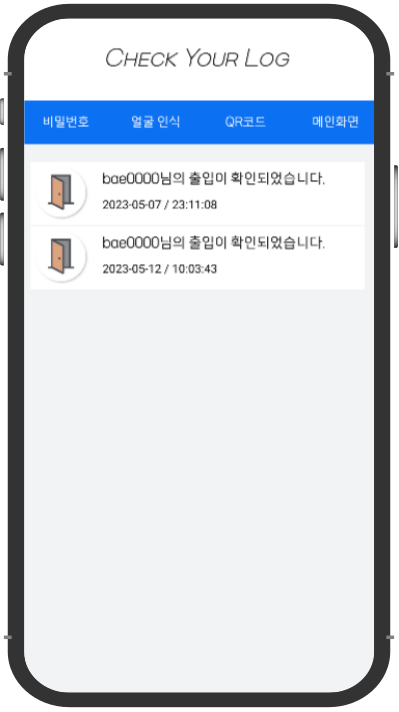 Check Your Log
비밀번호 얼굴 인식 QR코드 메인화면
bae0000님의 출입이 확인되었습니다.
2023-05-07 / 23:11:08
bae0000님의 출입이 확인되었습니다.
2023-05-12 / 10:03:43